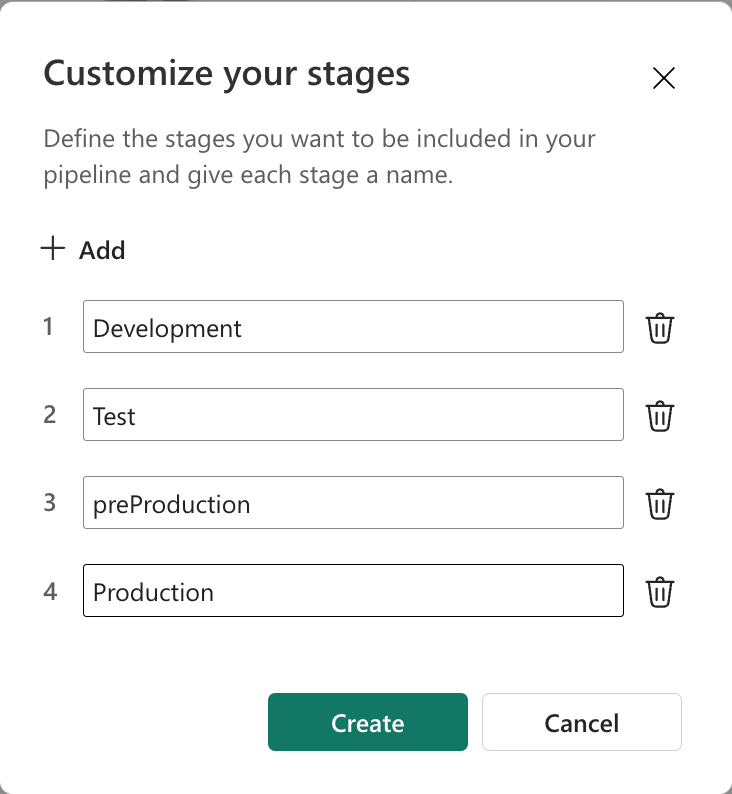 Customize your stages
Define the stages you want to be included in your
pipeline and give each stage a name.
Add
1 Development
2 Test
3 preProduction
4 Production
Create Cancel